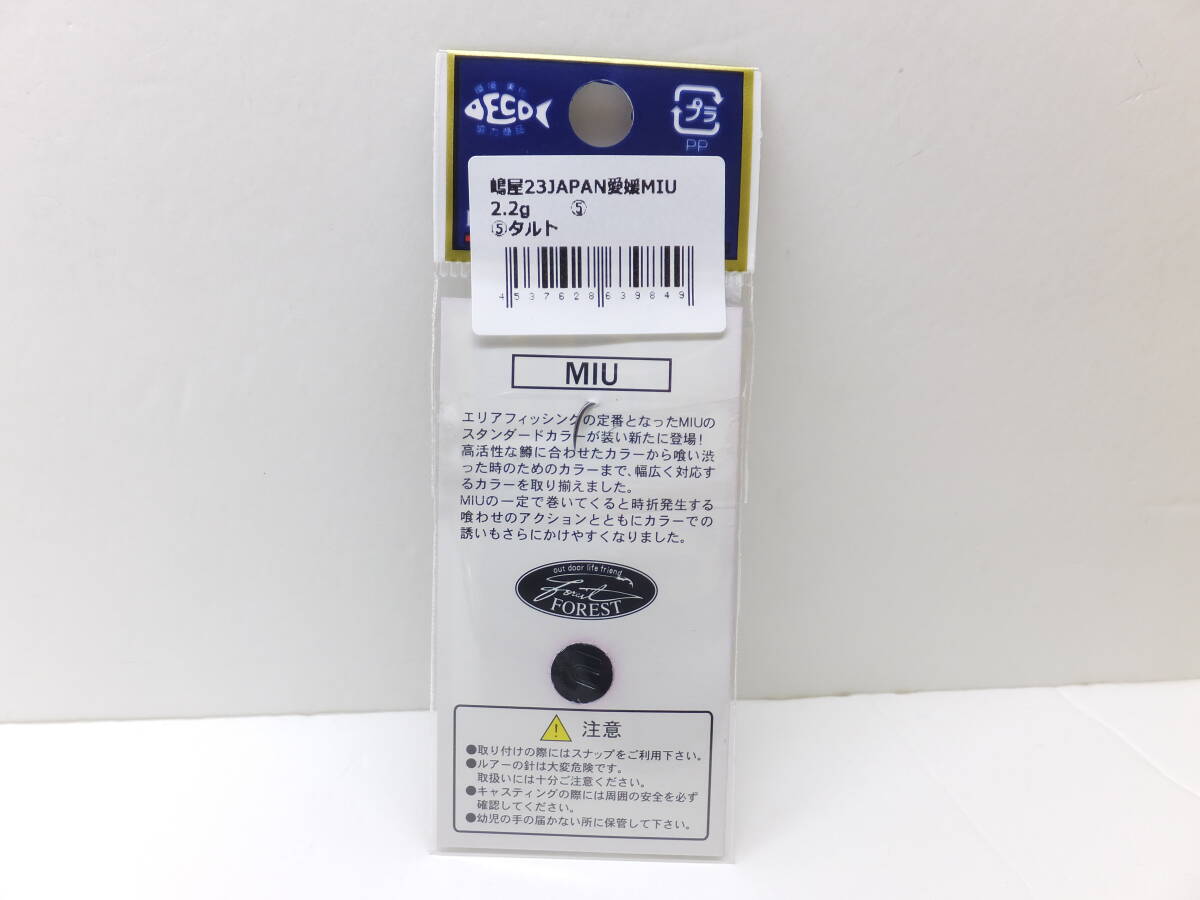 環境・実行
ECO
協力商品
プラ
PP
嶋屋23JAPAN愛媛MIU
2.2g ⑤
⑤タルト
4537628639849
MIU
エリアフィッシングの定番となったMIUの
スタンダードカラーが装い新たに登場!
高活性な鱒に合わせたカラーから喰い渋
った時のためのカラーまで、幅広く対応す
るカラーを取り揃えました。
MIUの一定で巻いてくると時折発生する
喰わせのアクションとともにカラーでの
誘いもさらにかけやすくなりました。
out door life friend
forest
FOREST
注意
●取り付けの際にはスナップをご利用下さい。
●ルアーの針は大変危険です。
取扱いには十分ご注意ください。
●キャスティングの際には周囲の安全を必ず
確認してください。
●幼児の手の届かない所に保管して下さい。